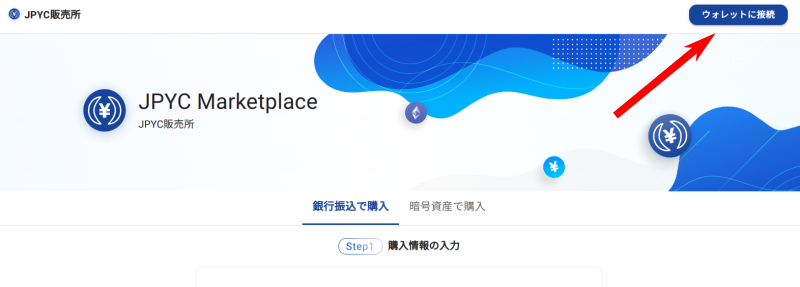 JPYC販売所
ウォレットに接続
JPYC Marketplace
JPYC販売所
銀行振込で購入
暗号資産で購入
Step1 購入情報の入力